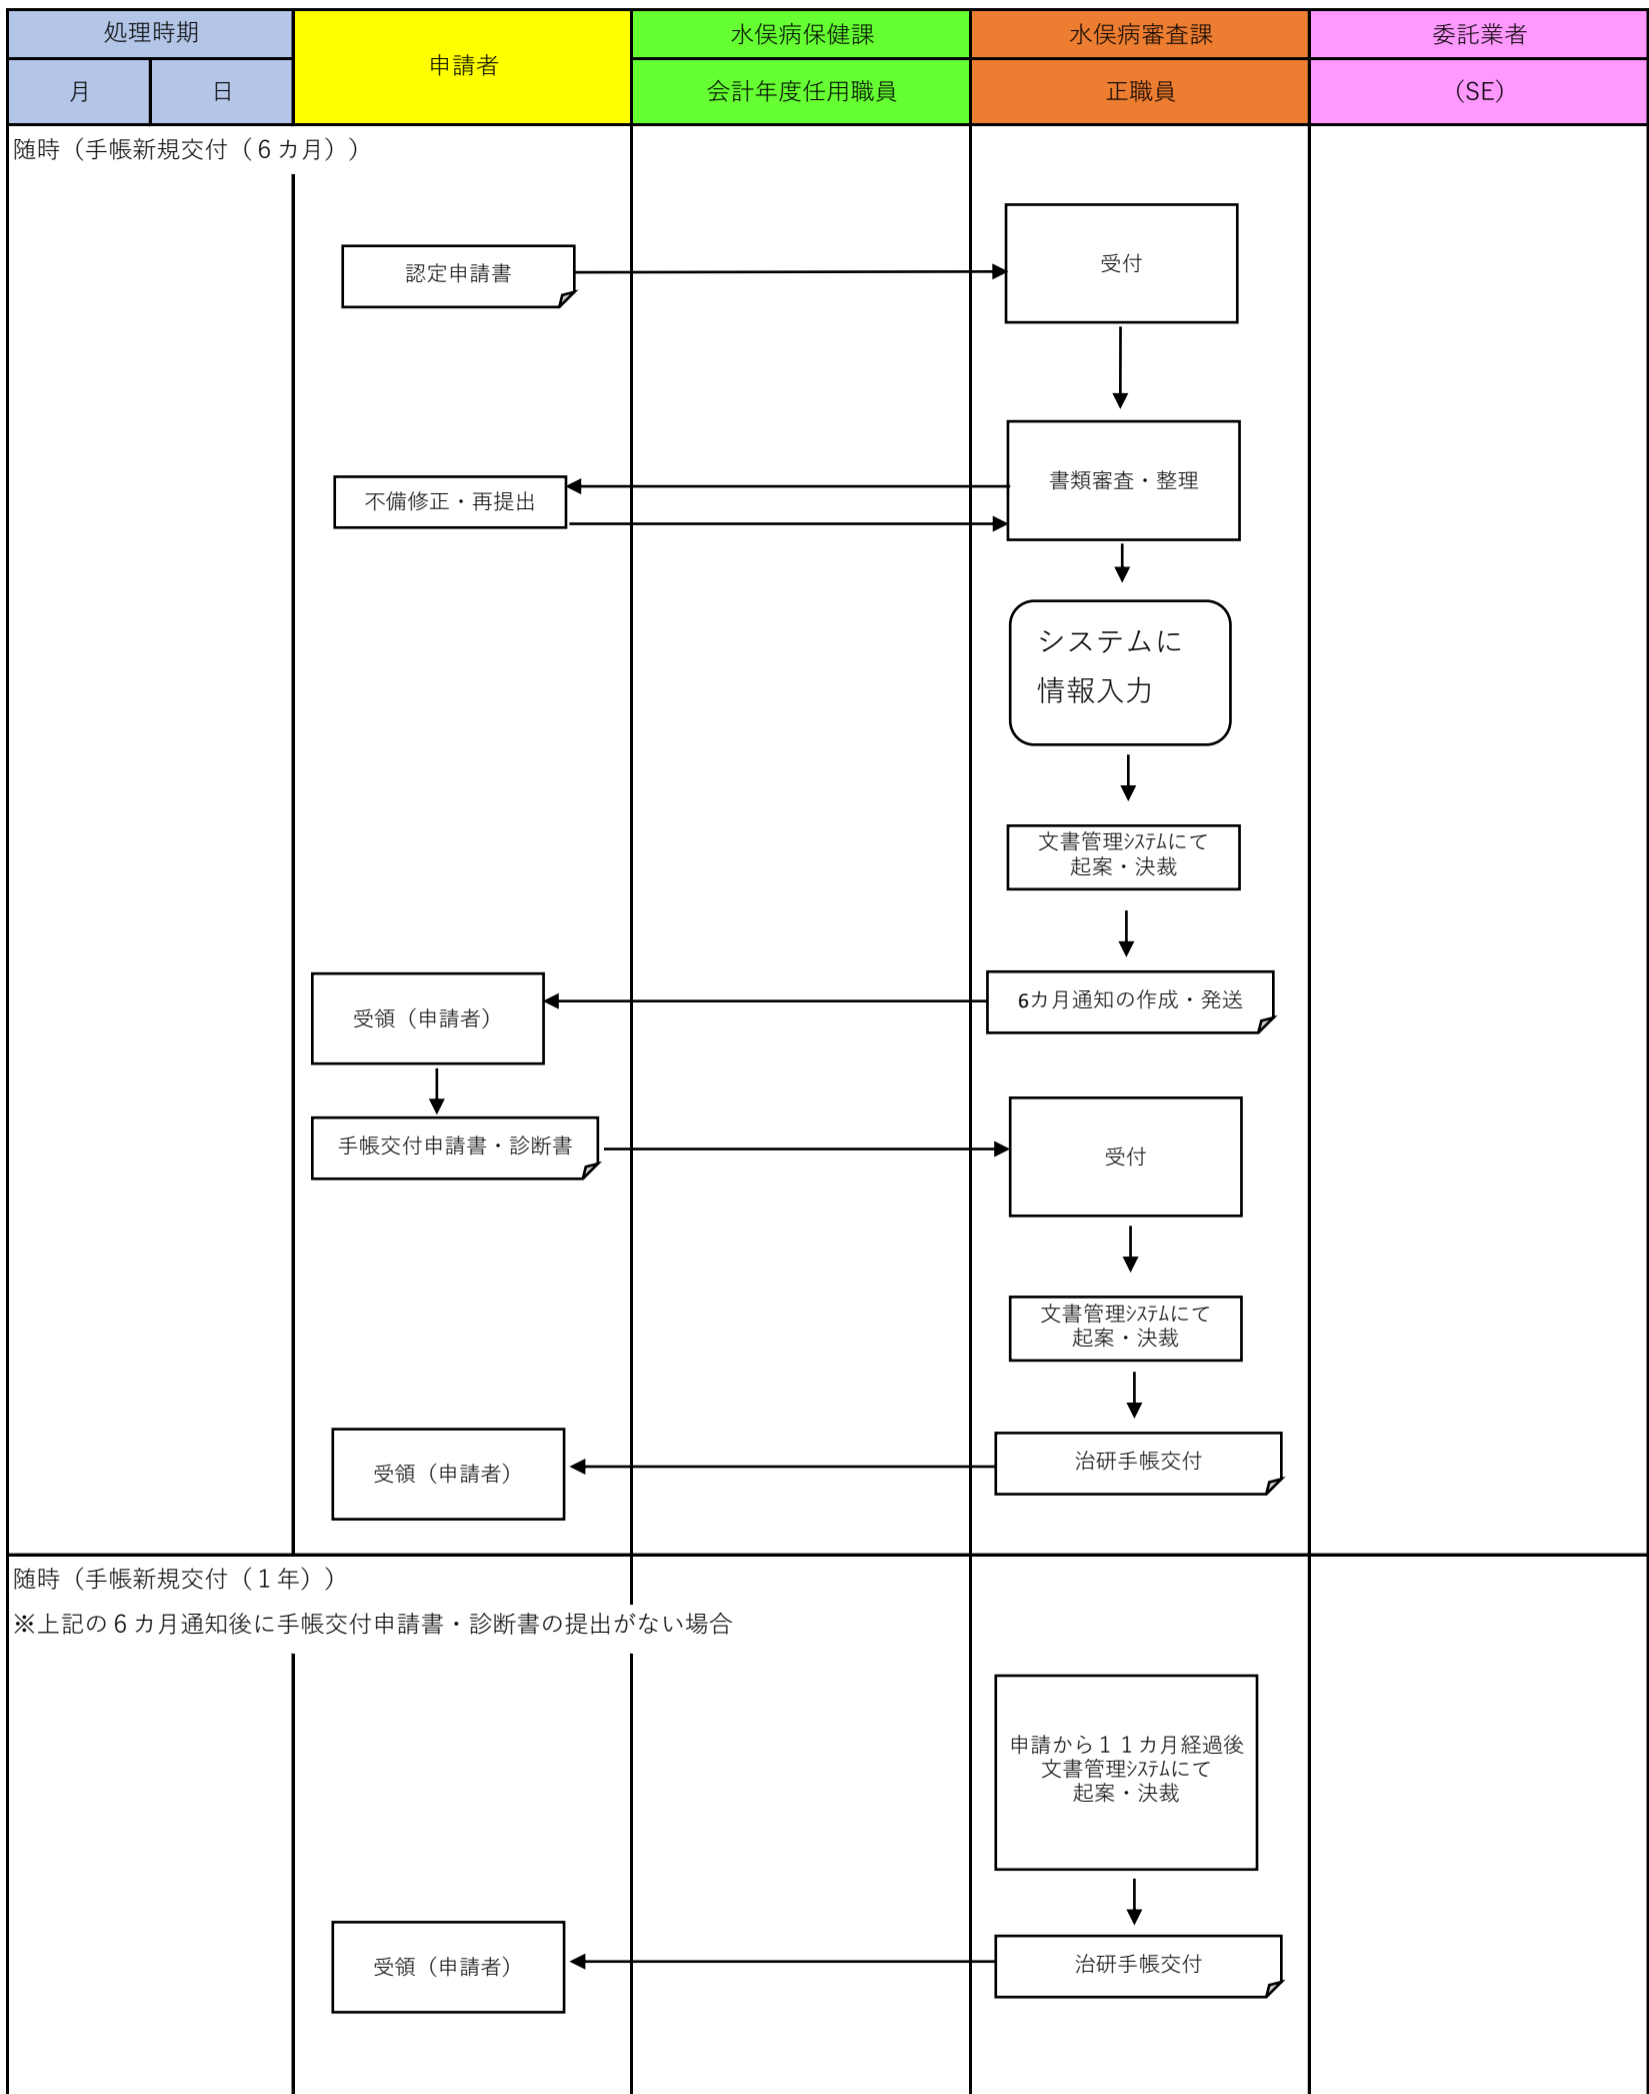 処理時期
申請者
水俣病保健課
水俣病審査課
委託業者
月
日
会計年度任用職員
正職員
（SE）
随時（手帳新規交付（６カ月））
認定申請書
受付
書類審査・整理
不備修正・再提出
システムに
情報入力
文書管理ｼｽﾃﾑにて
起案・決裁
6カ月通知の作成・発送
受領（申請者）
手帳交付申請書・診断書
受付
文書管理ｼｽﾃﾑにて
起案・決裁
治研手帳交付
受領（申請者）
随時（手帳新規交付（１年））
※上記の６カ月通知後に手帳交付申請書・診断書の提出がない場合
申請から１１カ月経過後
文書管理ｼｽﾃﾑにて
起案・決裁
治研手帳交付
受領（申請者）